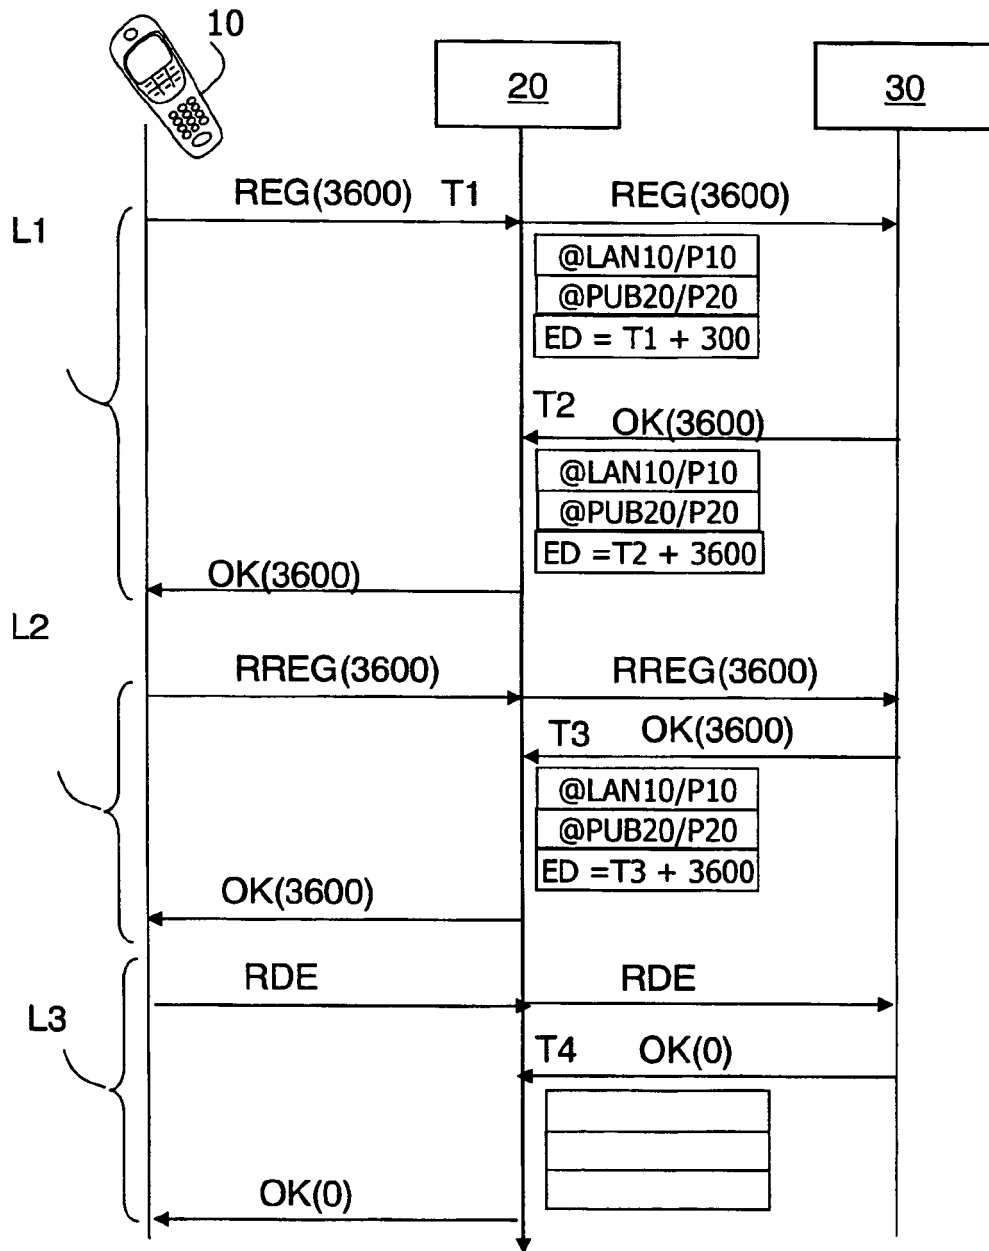 10
20
30
REG(3600) T1 REG(3600)
L1
@LAN10/P10
@PUB20/P20
ED = T1 + 300
T2 OK(3600)
@LAN10/P10
@PUB20/P20
ED =T2 + 3600
OK(3600)
L2
RREG(3600) RREG(3600)
T3 OK(3600)
@LAN10/P10
@PUB20/P20
ED =T3 + 3600
OK(3600)
RDE RDE
L3
T4 OK(0)
OK(0)